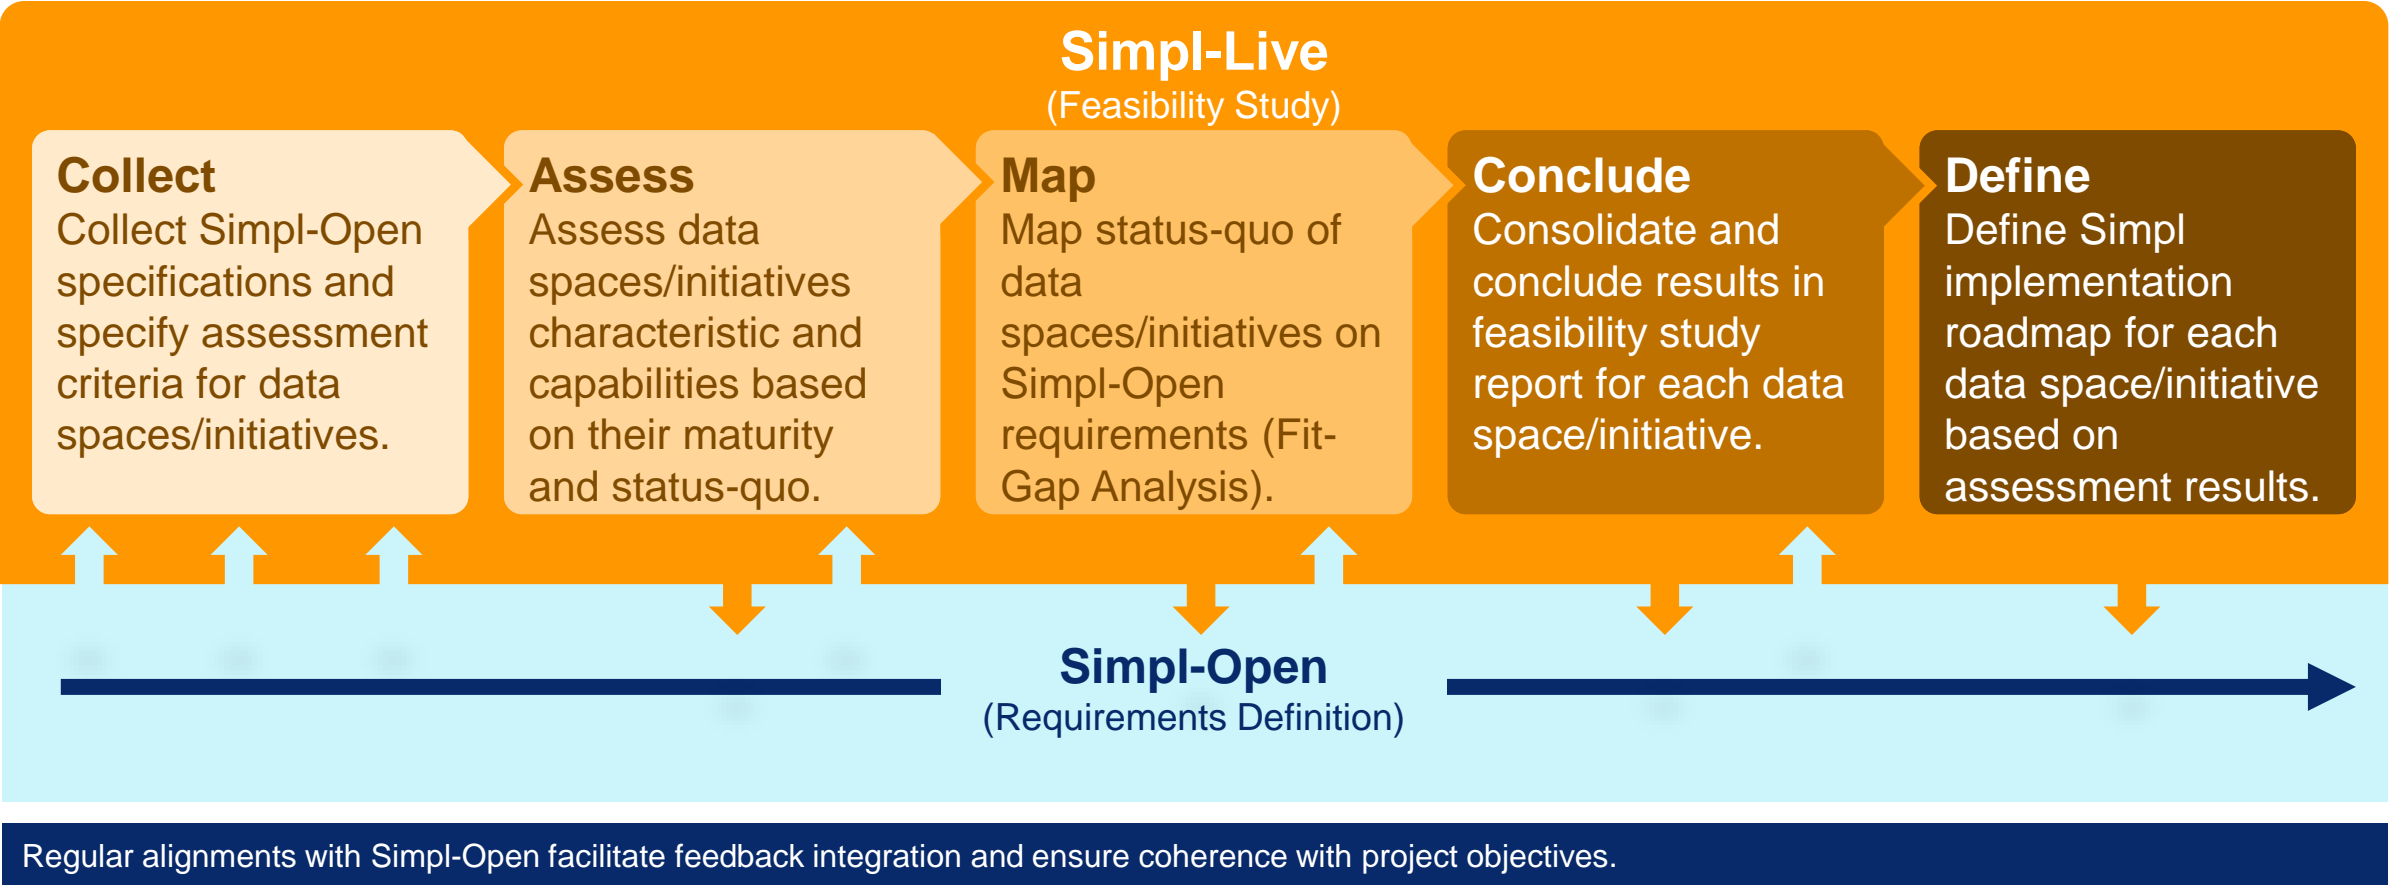 Simpl-Live
(Feasibility Study)
Collect
Collect Simpl-Open
specifications and
specify assessment
criteria for data
spaces/initiatives.
Assess
Assess data
spaces/initiatives
characteristic and
capabilities based
on their maturity
and status-quo.
Map
Map status-quo of
data
spaces/initiatives on
Simpl-Open
requirements (Fit-
Gap Analysis).
Conclude
Consolidate and
conclude results in
feasibility study
report for each data
space/initiative.
Define
Define Simpl
implementation
roadmap for each
data space/initiative
based on
assessment results.
Simpl-Open
(Requirements Definition)
Regular alignments with Simpl-Open facilitate feedback integration and ensure coherence with project objectives.